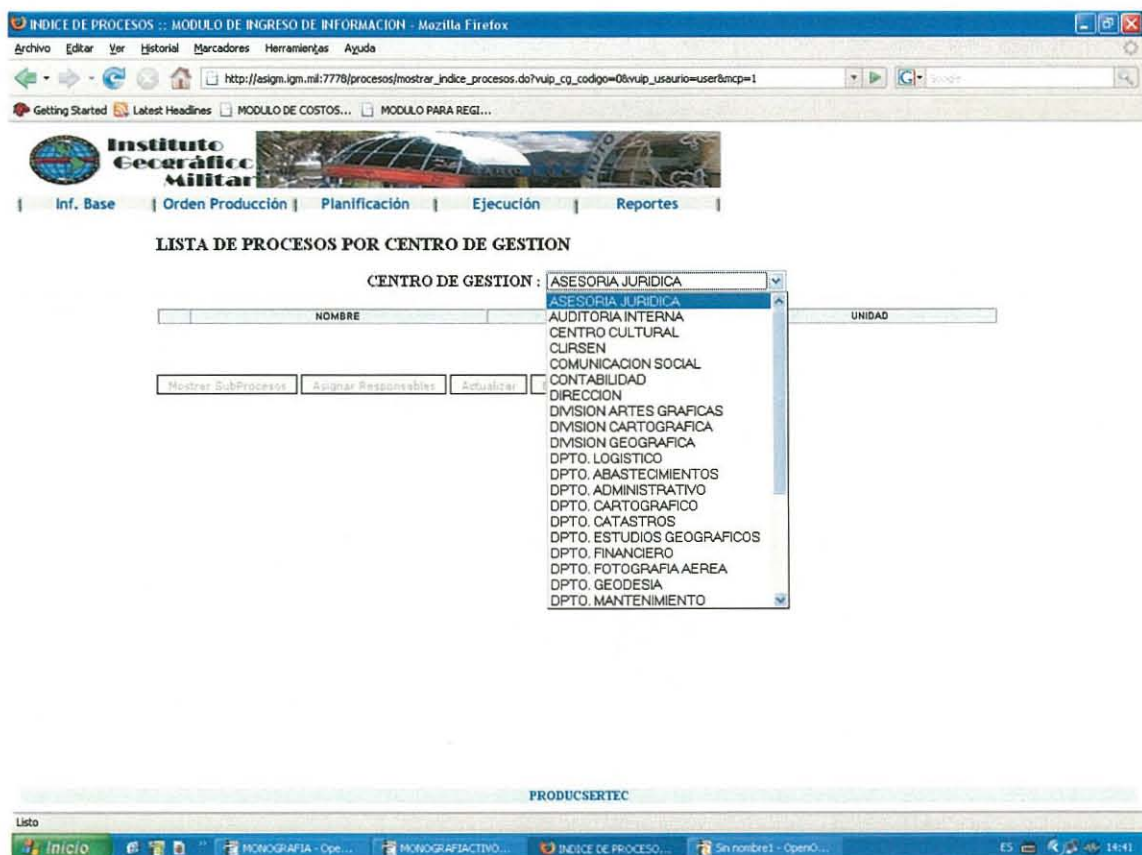 INDICE DE PROCESOS :: MODULO DE INGRESO DE INFORMACION - Mozilla Firefox
Archivo Editar Ver Historial Marcadores Herramientas Ayuda
http://asigm.igm.mil:7778/procesos/mostrar_indice_procesos.do?vuip_cg_codigo=0&vuip_usaurio=user&mcp=1
G Google
Getting Started Latest Headlines MODULO DE COSTOS... MODULO PARA REGI...
Instituto
Geográfico
Militar
Inf. Base | Orden Producción | Planificación | Ejecución | Reportes |
LISTA DE PROCESOS POR CENTRO DE GESTION
CENTRO DE GESTION : ASESORIA JURIDICA
NOMBRE UNIDAD
ASESORIA JURIDICA
AUDITORIA INTERNA
CENTRO CULTURAL
CLIRSEN
COMUNICACION SOCIAL
CONTABILIDAD
DIRECCION
DIVISION ARTES GRAFICAS
DIVISION CARTOGRAFICA
DIVISION GEOGRAFICA
DPTO. LOGISTICO
DPTO. ABASTECIMIENTOS
DPTO. ADMINISTRATIVO
DPTO. CARTOGRAFICO
DPTO. CATASTROS
DPTO. ESTUDIOS GEOGRAFICOS
DPTO. FINANCIERO
DPTO. FOTOGRAFIA AEREA
DPTO. GEODESIA
DPTO. MANTENIMIENTO
Mostrar SubProcesos Asignar Responsables Actualizar
PRODUCSERTEC
Listo
Inicio MONOGRAFIA - Ope... MONOGRAFIACTIVO... INDICE DE PROCESO... Sin nombre1 - OpenO... ES 14:41